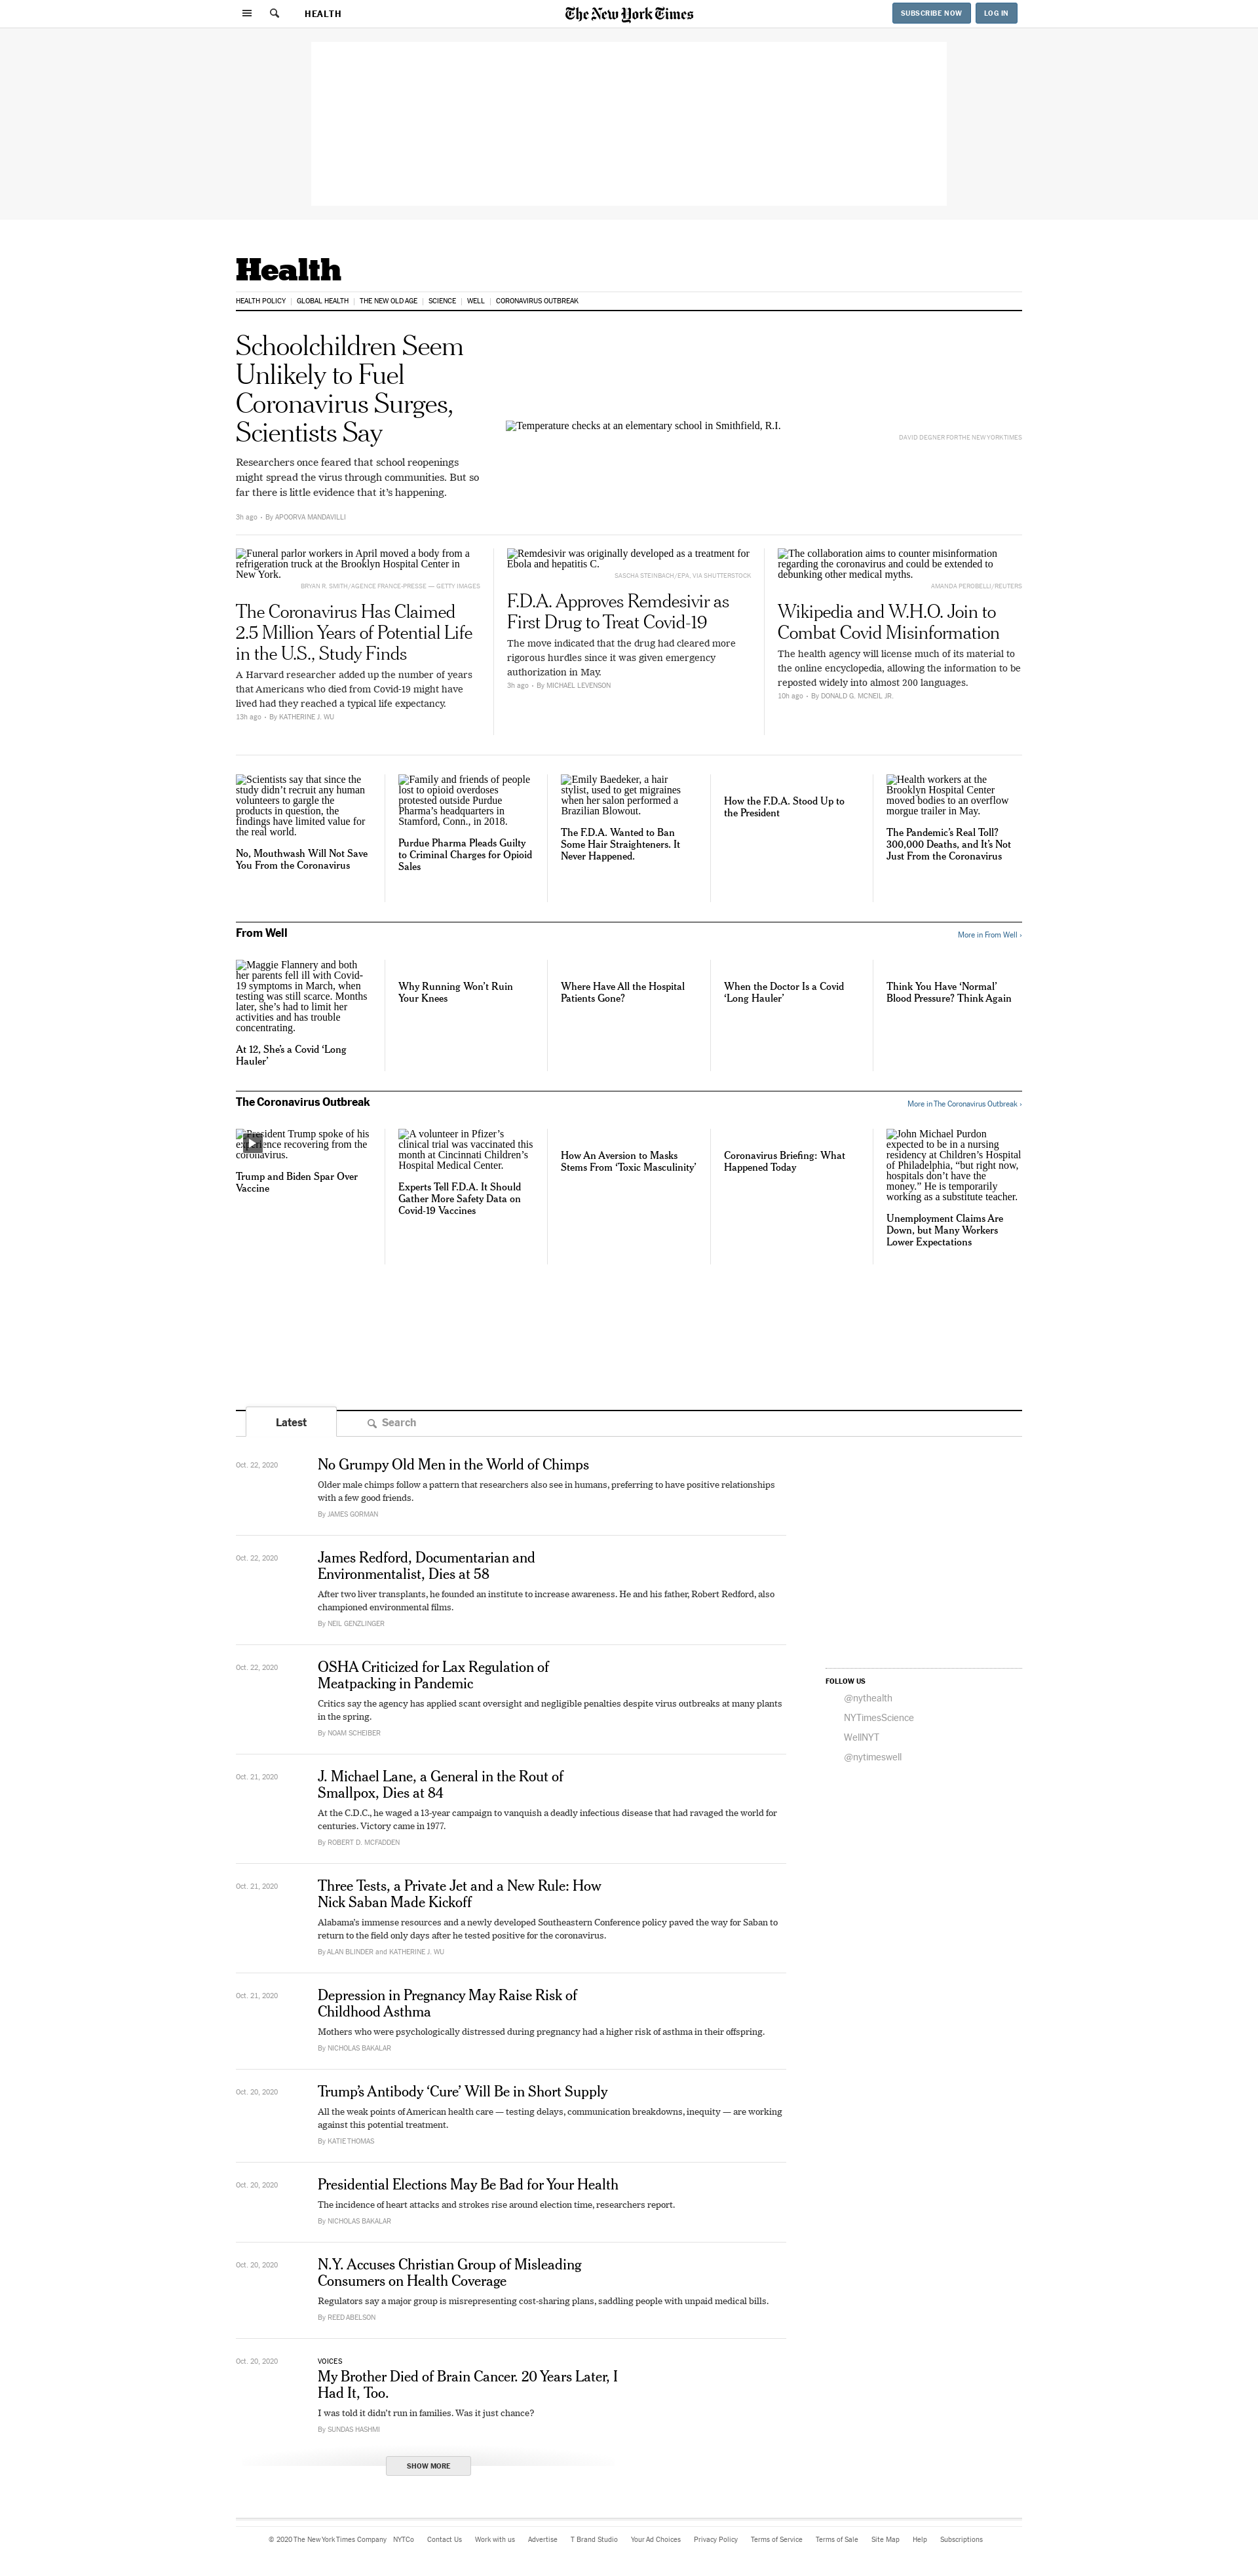 HEALTH
The New York Times
SUBSCRIBE NOW
LOG IN
Health
HEALTH POLICY
GLOBAL HEALTH
THE NEW OLD AGE
SCIENCE
WELL
CORONAVIRUS OUTBREAK
Schoolchildren Seem
Unlikely to Fuel
Coronavirus Surges,
Scientists Say
Researchers once feared that school reopenings
might spread the virus through communities. But so
far there is little evidence that it’s happening.
3h ago • By APOORVA MANDAVILLI
Temperature checks at an elementary school in Smithfield, R.I.
DAVID DEGNER FOR THE NEW YORK TIMES
Funeral parlor workers in April moved a body from a
refrigeration truck at the Brooklyn Hospital Center in
New York.
BRYAN R. SMITH/AGENCE FRANCE-PRESSE — GETTY IMAGES
The Coronavirus Has Claimed
2.5 Million Years of Potential Life
in the U.S., Study Finds
A Harvard researcher added up the number of years
that Americans who died from Covid-19 might have
lived had they reached a typical life expectancy.
13h ago • By KATHERINE J. WU
Remdesivir was originally developed as a treatment for
Ebola and hepatitis C.
SASCHA STEINBACH/EPA, VIA SHUTTERSTOCK
F.D.A. Approves Remdesivir as
First Drug to Treat Covid-19
The move indicated that the drug had cleared more
rigorous hurdles since it was given emergency
authorization in May.
3h ago • By MICHAEL LEVENSON
The collaboration aims to counter misinformation
regarding the coronavirus and could be extended to
debunking other medical myths.
AMANDA PEROBELLI/REUTERS
Wikipedia and W.H.O. Join to
Combat Covid Misinformation
The health agency will license much of its material to
the online encyclopedia, allowing the information to be
reposted widely into almost 200 languages.
10h ago • By DONALD G. MCNEIL JR.
Scientists say that since the
study didn’t recruit any human
volunteers to gargle the
products in question, the
findings have limited value for
the real world.
No, Mouthwash Will Not Save
You From the Coronavirus
Family and friends of people
lost to opioid overdoses
protested outside Purdue
Pharma’s headquarters in
Stamford, Conn., in 2018.
Purdue Pharma Pleads Guilty
to Criminal Charges for Opioid
Sales
Emily Baedeker, a hair
stylist, used to get migraines
when her salon performed a
Brazilian Blowout.
The F.D.A. Wanted to Ban
Some Hair Straighteners. It
Never Happened.
How the F.D.A. Stood Up to
the President
Health workers at the
Brooklyn Hospital Center
moved bodies to an overflow
morgue trailer in May.
The Pandemic’s Real Toll?
300,000 Deaths, and It’s Not
Just From the Coronavirus
From Well
More in From Well ›
Maggie Flannery and both
her parents fell ill with Covid-
19 symptoms in March, when
testing was still scarce. Months
later, she’s had to limit her
activities and has trouble
concentrating.
At 12, She’s a Covid ‘Long
Hauler’
Why Running Won’t Ruin
Your Knees
Where Have All the Hospital
Patients Gone?
When the Doctor Is a Covid
‘Long Hauler’
Think You Have ‘Normal’
Blood Pressure? Think Again
The Coronavirus Outbreak
More in The Coronavirus Outbreak ›
President Trump spoke of his
experience recovering from the
coronavirus.
Trump and Biden Spar Over
Vaccine
A volunteer in Pfizer’s
clinical trial was vaccinated this
month at Cincinnati Children’s
Hospital Medical Center.
Experts Tell F.D.A. It Should
Gather More Safety Data on
Covid-19 Vaccines
How An Aversion to Masks
Stems From ‘Toxic Masculinity’
Coronavirus Briefing: What
Happened Today
John Michael Purdon
expected to be in a nursing
residency at Children’s Hospital
of Philadelphia, “but right now,
hospitals don’t have the
money.” He is temporarily
working as a substitute teacher.
Unemployment Claims Are
Down, but Many Workers
Lower Expectations
Latest
Search
Oct. 22, 2020
No Grumpy Old Men in the World of Chimps
Older male chimps follow a pattern that researchers also see in humans, preferring to have positive relationships
with a few good friends.
By JAMES GORMAN
Oct. 22, 2020
James Redford, Documentarian and
Environmentalist, Dies at 58
After two liver transplants, he founded an institute to increase awareness. He and his father, Robert Redford, also
championed environmental films.
By NEIL GENZLINGER
Oct. 22, 2020
OSHA Criticized for Lax Regulation of
Meatpacking in Pandemic
Critics say the agency has applied scant oversight and negligible penalties despite virus outbreaks at many plants
in the spring.
By NOAM SCHEIBER
FOLLOW US
@nythealth
NYTimesScience
WellNYT
@nytimeswell
Oct. 21, 2020
J. Michael Lane, a General in the Rout of
Smallpox, Dies at 84
At the C.D.C., he waged a 13-year campaign to vanquish a deadly infectious disease that had ravaged the world for
centuries. Victory came in 1977.
By ROBERT D. MCFADDEN
Oct. 21, 2020
Three Tests, a Private Jet and a New Rule: How
Nick Saban Made Kickoff
Alabama’s immense resources and a newly developed Southeastern Conference policy paved the way for Saban to
return to the field only days after he tested positive for the coronavirus.
By ALAN BLINDER and KATHERINE J. WU
Oct. 21, 2020
Depression in Pregnancy May Raise Risk of
Childhood Asthma
Mothers who were psychologically distressed during pregnancy had a higher risk of asthma in their offspring.
By NICHOLAS BAKALAR
Oct. 20, 2020
Trump’s Antibody ‘Cure’ Will Be in Short Supply
All the weak points of American health care — testing delays, communication breakdowns, inequity — are working
against this potential treatment.
By KATIE THOMAS
Oct. 20, 2020
Presidential Elections May Be Bad for Your Health
The incidence of heart attacks and strokes rise around election time, researchers report.
By NICHOLAS BAKALAR
Oct. 20, 2020
N.Y. Accuses Christian Group of Misleading
Consumers on Health Coverage
Regulators say a major group is misrepresenting cost-sharing plans, saddling people with unpaid medical bills.
By REED ABELSON
Oct. 20, 2020
VOICES
My Brother Died of Brain Cancer. 20 Years Later, I
Had It, Too.
I was told it didn’t run in families. Was it just chance?
By SUNDAS HASHMI
SHOW MORE
© 2020 The New York Times Company NYTCo Contact Us Work with us Advertise T Brand Studio Your Ad Choices Privacy Policy Terms of Service Terms of Sale Site Map Help Subscriptions